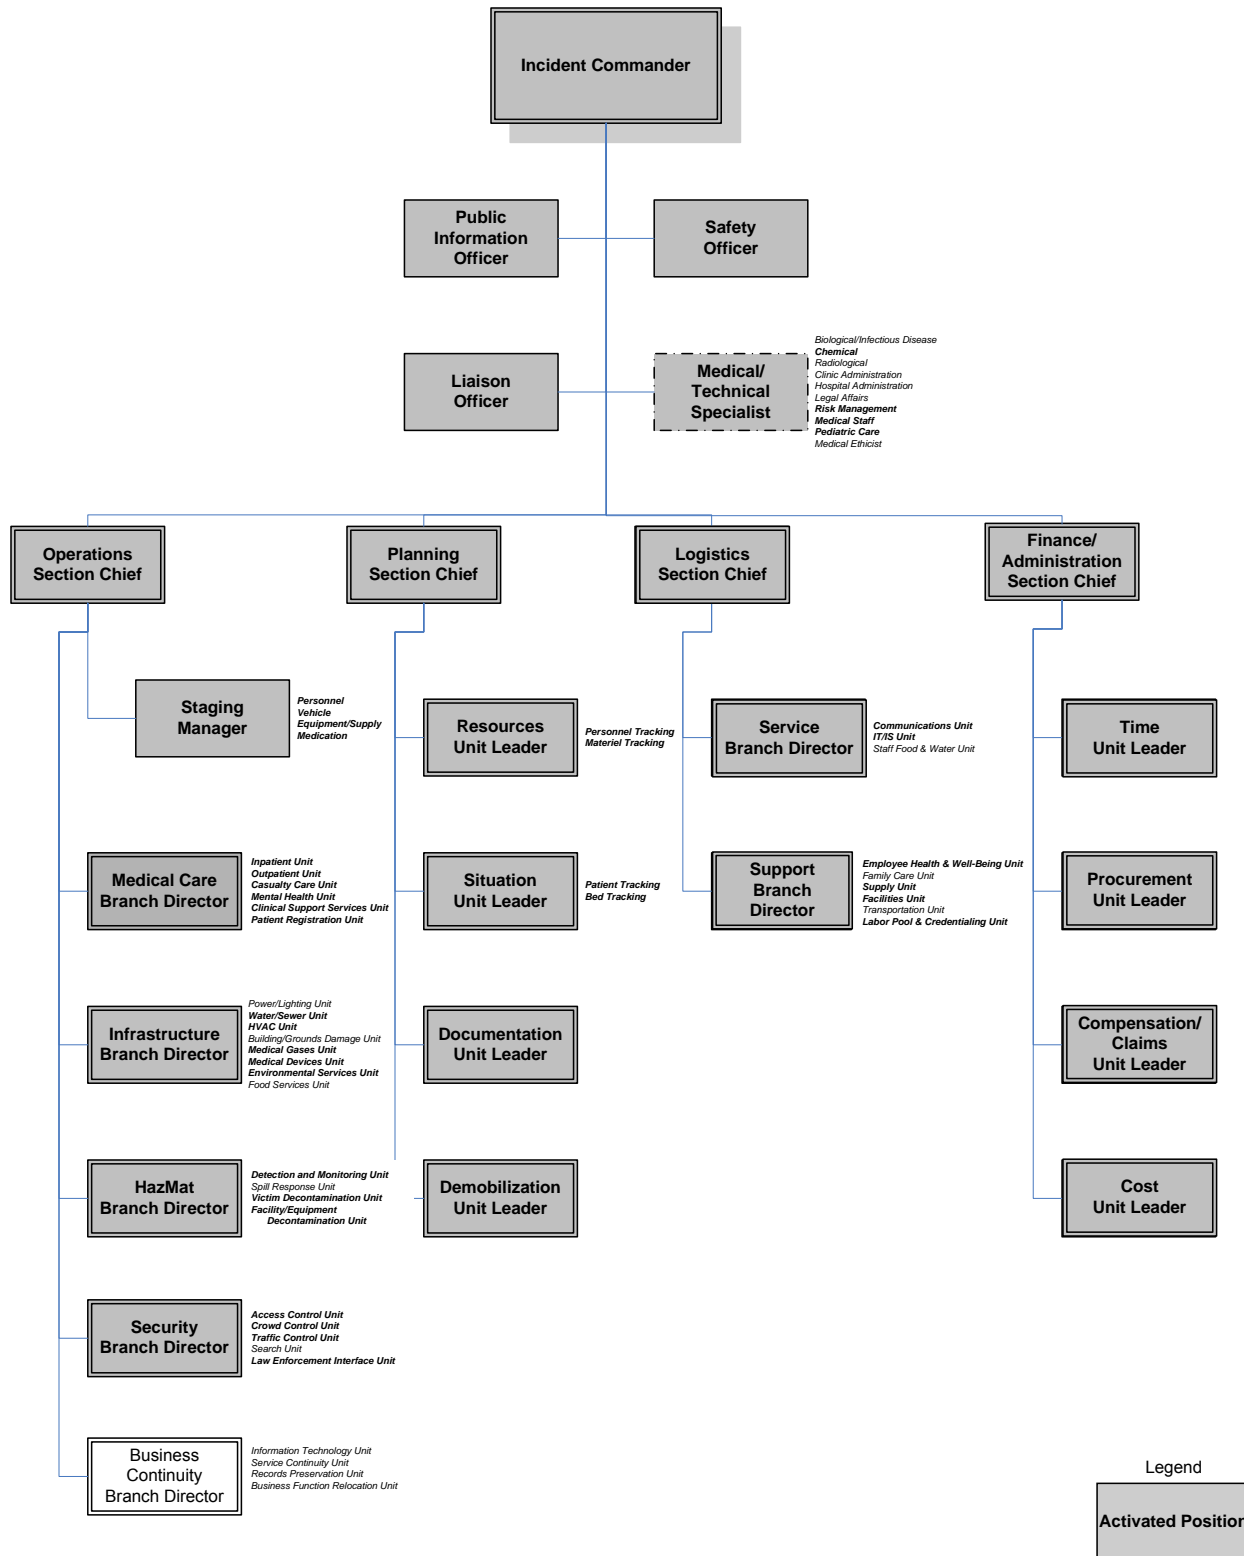 Incident Commander
Public
Information
Officer
Safety
Officer
Liaison
Officer
Medical/
Technical
Specialist
Biological/Infectious Disease
Chemical
Radiological
Clinic Administration
Hospital Administration
Legal Affairs
Risk Management
Medical Staff
Pediatric Care
Medical Ethicist
Operations
Section Chief
Planning
Section Chief
Logistics
Section Chief
Finance/
Administration
Section Chief
Staging
Manager
Personnel
Vehicle
Equipment/Supply
Medication
Resources
Unit Leader
Personnel Tracking
Materiel Tracking
Service
Branch Director
Communications Unit
IT/IS Unit
Staff Food & Water Unit
Time
Unit Leader
Medical Care
Branch Director
Inpatient Unit
Outpatient Unit
Casualty Care Unit
Mental Health Unit
Clinical Support Services Unit
Patient Registration Unit
Situation
Unit Leader
Patient Tracking
Bed Tracking
Support
Branch
Director
Employee Health & Well-Being Unit
Family Care Unit
Supply Unit
Facilities Unit
Transportation Unit
Labor Pool & Credentialing Unit
Procurement
Unit Leader
Infrastructure
Branch Director
Power/Lighting Unit
Water/Sewer Unit
HVAC Unit
Building/Grounds Damage Unit
Medical Gases Unit
Medical Devices Unit
Environmental Services Unit
Food Services Unit
Documentation
Unit Leader
Compensation/
Claims
Unit Leader
HazMat
Branch Director
Detection and Monitoring Unit
Spill Response Unit
Victim Decontamination Unit
Facility/Equipment
Decontamination Unit
Demobilization
Unit Leader
Cost
Unit Leader
Security
Branch Director
Access Control Unit
Crowd Control Unit
Traffic Control Unit
Search Unit
Law Enforcement Interface Unit
Business
Continuity
Branch Director
Information Technology Unit
Service Continuity Unit
Records Preservation Unit
Business Function Relocation Unit
Legend
Activated Position